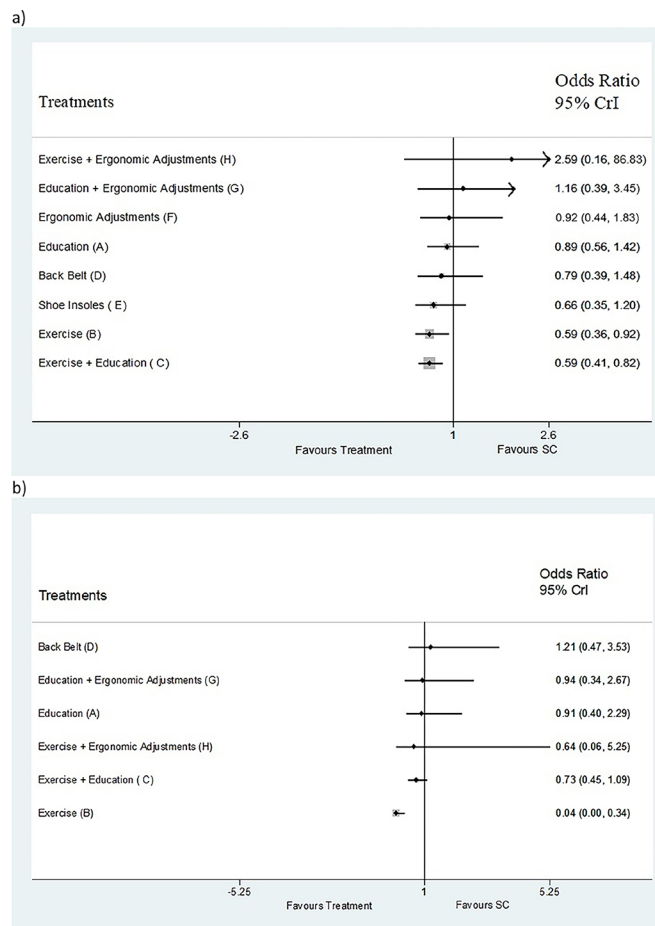 a)
Treatments
Odds Ratio
95% CrI
Exercise + Ergonomic Adjustments (H) 2.59 (0.16, 86.83)
Education + Ergonomic Adjustments (G) 1.16 (0.39, 3.45)
Ergonomic Adjustments (F) 0.92 (0.44, 1.83)
Education (A) 0.89 (0.56, 1.42)
Back Belt (D) 0.79 (0.39, 1.48)
Shoe Insoles ( E) 0.66 (0.35, 1.20)
Exercise (B) 0.59 (0.36, 0.92)
Exercise + Education ( C) 0.59 (0.41, 0.82)
-2.6 1 2.6
Favours Treatment Favours SC
b)
Odds Ratio
95% CrI
Treatments
Back Belt (D) 1.21 (0.47, 3.53)
Education + Ergonomic Adjustments (G) 0.94 (0.34, 2.67)
Education (A) 0.91 (0.40, 2.29)
Exercise + Ergonomic Adjustments (H) 0.64 (0.06, 5.25)
Exercise + Education ( C) 0.73 (0.45, 1.09)
Exercise (B) 0.04 (0.00, 0.34)
-5.25 1 5.25
Favours Treatment Favours SC